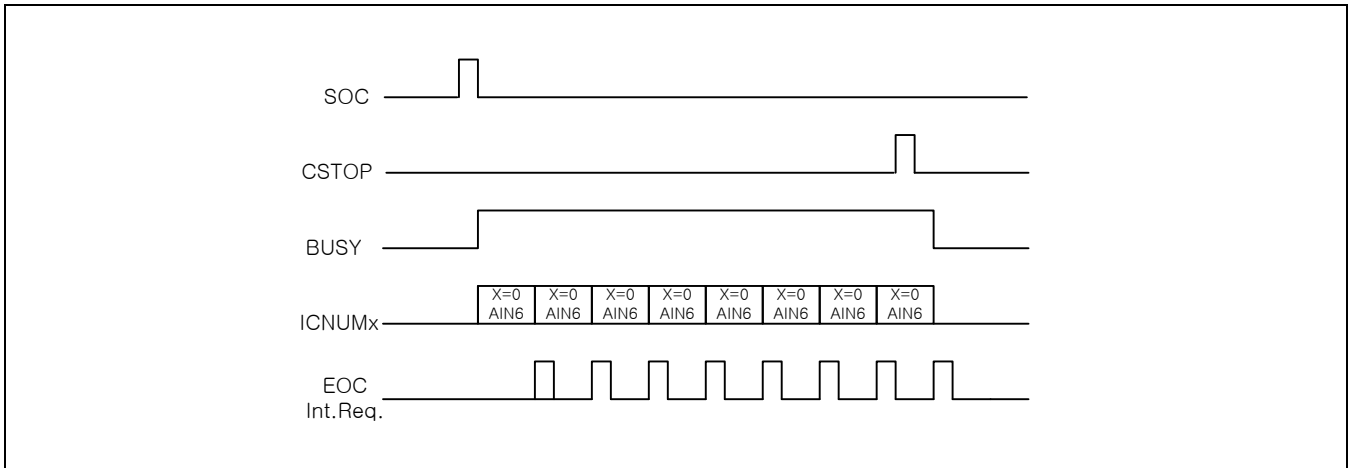 SOC
CSTOP
BUSY
ICNUMx
X=0 X=0 X=0 X=0 X=0 X=0 X=0 X=0
AIN6 AIN6 AIN6 AIN6 AIN6 AIN6 AIN6 AIN6
EOC
Int.Req.